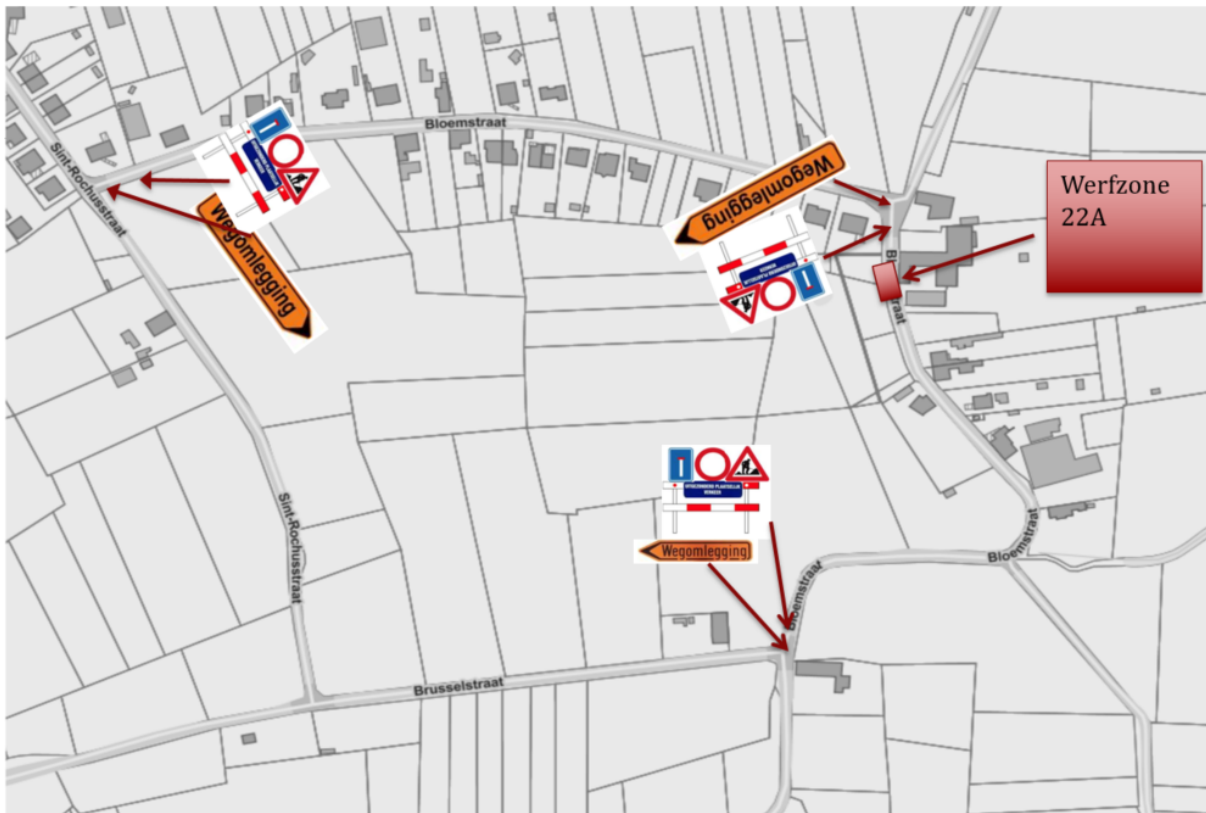 Bloemstraat
Sint-Rochusstraat
Wegomlegging
Wegomlegging
Werfzone
22A
Sint-Rochusstraat
Wegomlegging
Bloemstraat
Bloemstraat
Brusselstraat